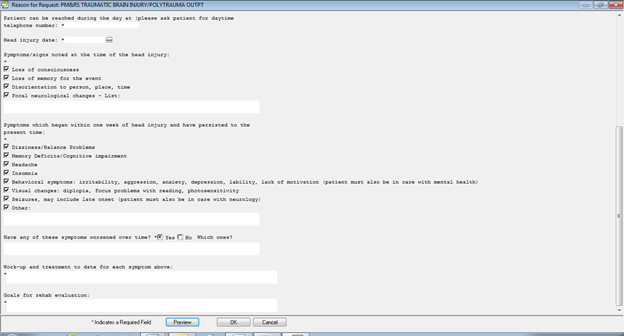 Reason for Request: PM&RS TRAUMATIC BRAIN INJURY/POLYTRAUMA OUTPT
Patient can be reached during the day at (please ask patient for daytime
telephone number: *
Head injury date: *
Symptoms/signs noted at the time of the head injury:
*
Loss of consciousness
Loss of memory for the event
Disorientation to person, place, time
Focal neurological changes - List:
Symptoms which began within one week of head injury and have persisted to the
present time:
*
Dizziness/Balance Problems
Memory Deficits/Cognitive impairment
Headache
Insomnia
Behavioral symptoms: irritability, aggression, anxiety, depression, lability, lack of motivation (patient must also be in care with mental health)
Visual changes: diplopia, focus problems with reading, photosensitivity
Seizures, may include late onset (patient must also be in care with neurology)
Other:
Have any of these symptoms worsened over time? * Yes No Which ones?
Work-up and treatment to date for each symptom above:
*
Goals for rehab evaluation:
*
* Indicates a Required Field Preview OK Cancel